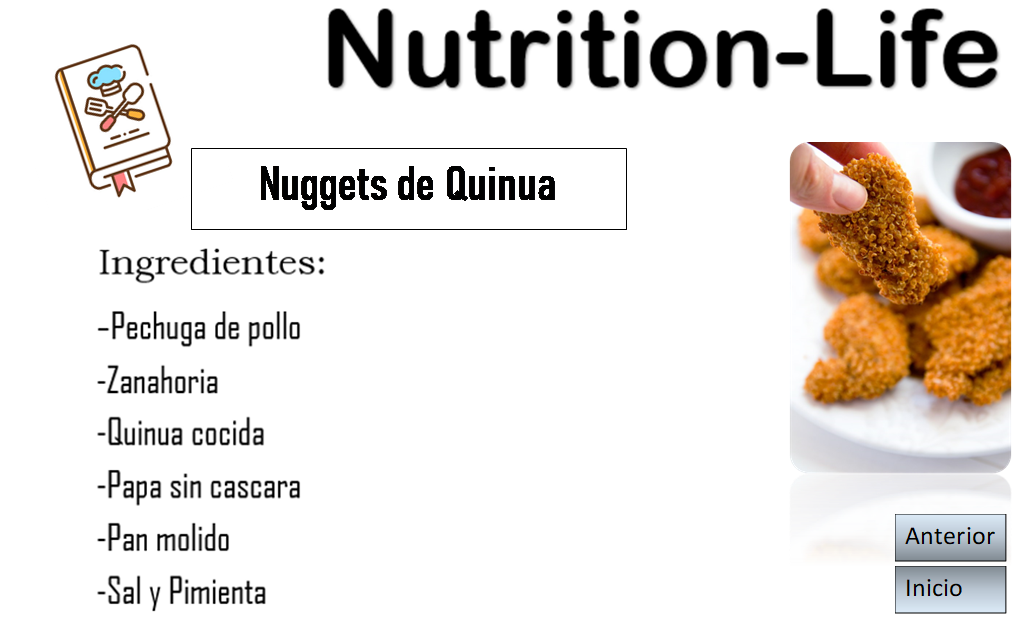 Nutrition-Life
Nuggets de Quinua
Ingredientes:
-Pechuga de pollo
-Zanahoria
-Quinua cocida
-Papa sin cascara
-Pan molido
-Sal y Pimienta
Anterior
Inicio